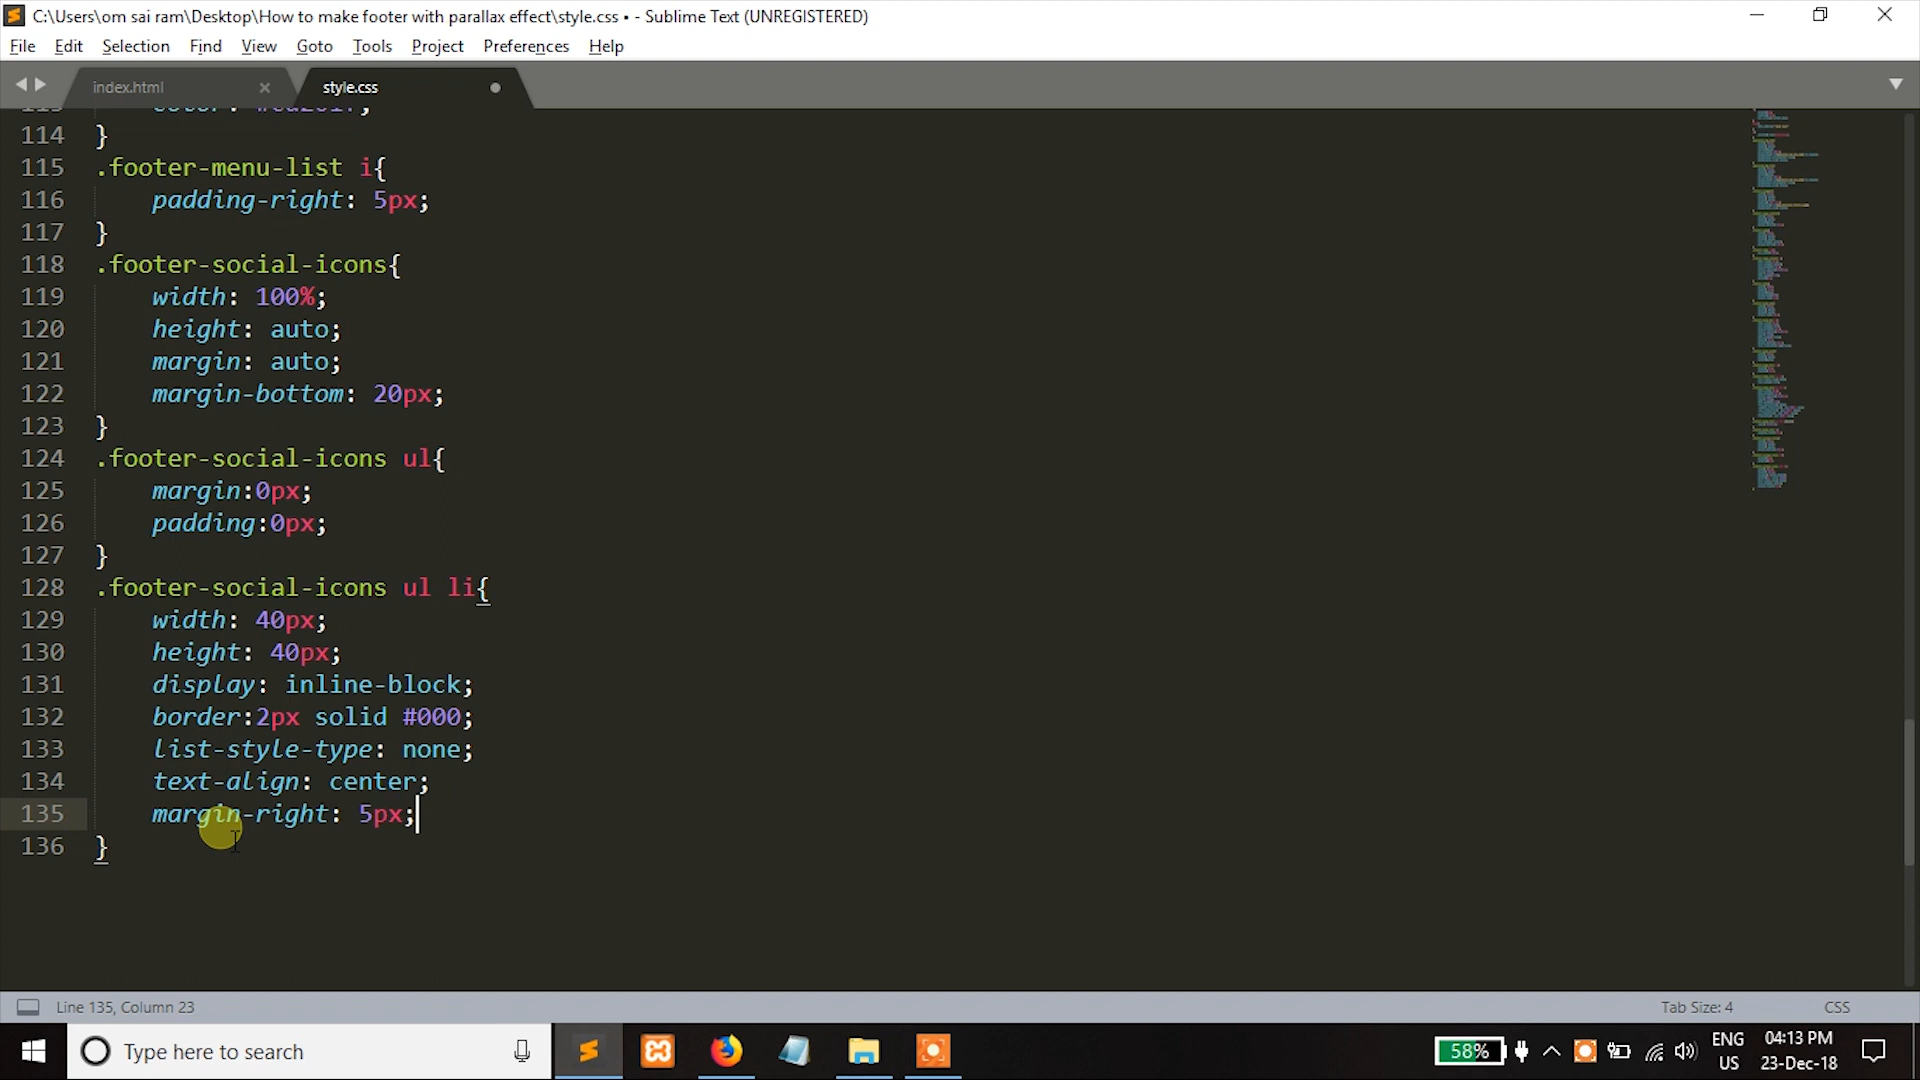 C:\Users\om sai ram\Desktop\How to make footer with parallax effect\style.css • - Sublime Text (UNREGISTERED)
File Edit Selection Find View Goto Tools Project Preferences Help
index.html × style.css
114 }
115 .footer-menu-list i{
116 padding-right: 5px;
117 }
118 .footer-social-icons{
119 width: 100%;
120 height: auto;
121 margin: auto;
122 margin-bottom: 20px;
123 }
124 .footer-social-icons ul{
125 margin:0px;
126 padding:0px;
127 }
128 .footer-social-icons ul li{
129 width: 40px;
130 height: 40px;
131 display: inline-block;
132 border:2px solid #000;
133 list-style-type: none;
134 text-align: center;
135 margin-right: 5px;
136 }
Line 135, Column 23 Tab Size: 4 CSS
Type here to search 58% ENG US 04:13 PM 23-Dec-18